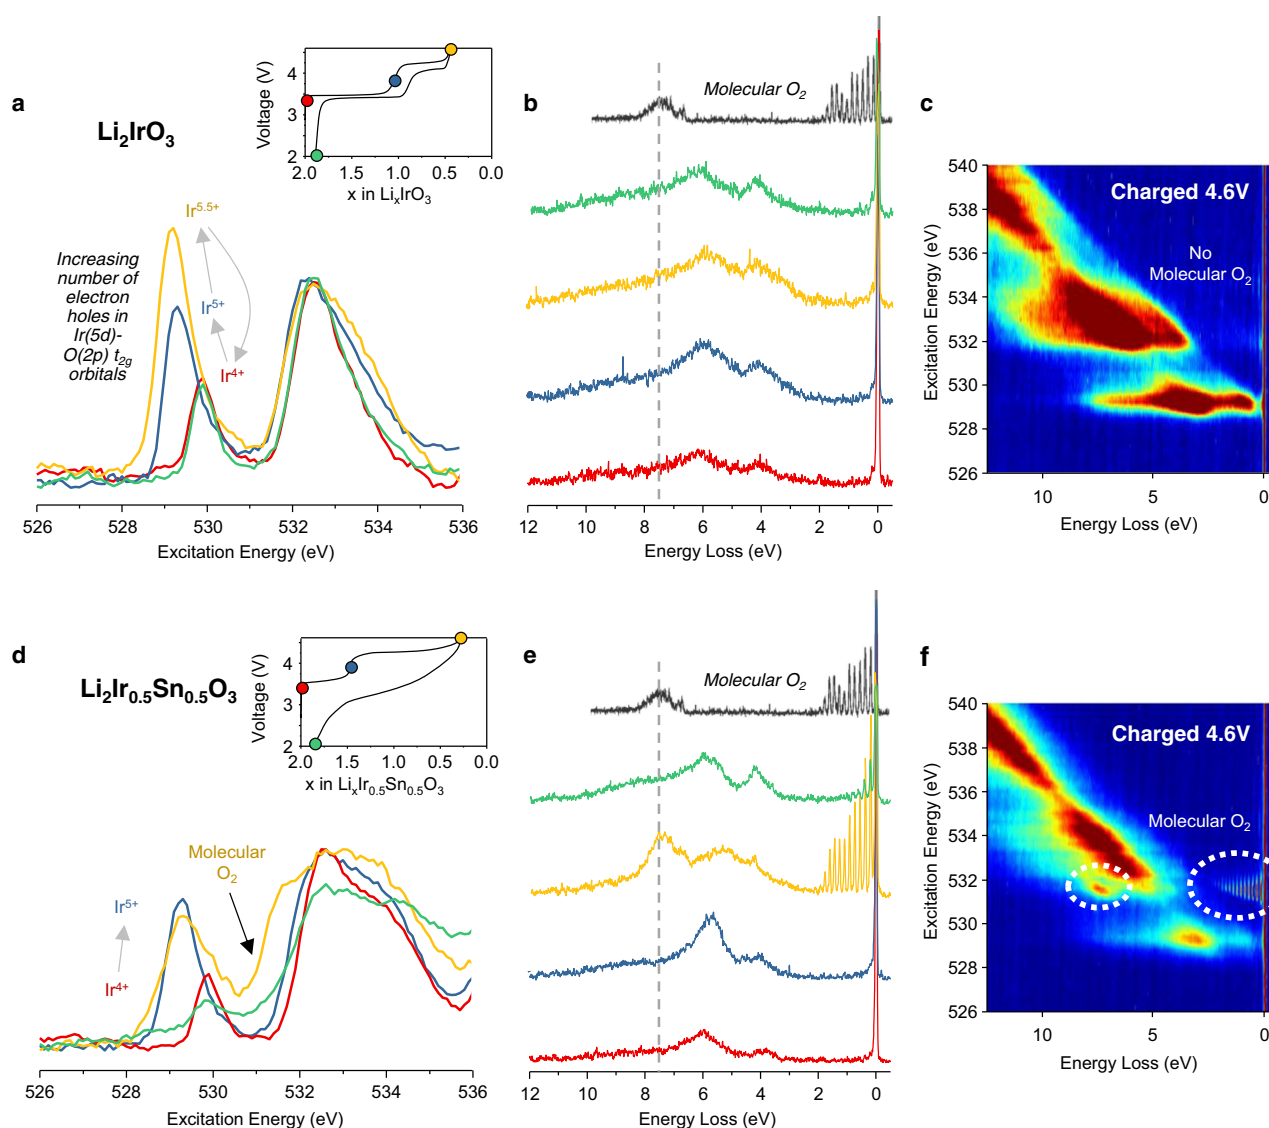 a
Li2IrO3
Voltage (V)
4
3
2
2.0 1.5 1.0 0.5 0.0
x in LixIrO3
Increasing
number of
electron
holes in
Ir(5d)-
O(2p) t2g
orbitals
Ir5.5+
Ir5+
Ir4+
526 528 530 532 534 536
Excitation Energy (eV)
b
Molecular O2
12 10 8 6 4 2 0
Energy Loss (eV)
c
Charged 4.6V
No
Molecular O2
Excitation Energy (eV)
540
538
536
534
532
530
528
526
10 5 0
Energy Loss (eV)
d
Li2Ir0.5Sn0.5O3
Voltage (V)
4
3
2
2.0 1.5 1.0 0.5 0.0
x in LixIr0.5Sn0.5O3
Molecular
O2
Ir5+
Ir4+
526 528 530 532 534 536
Excitation Energy (eV)
e
Molecular O2
12 10 8 6 4 2 0
Energy Loss (eV)
f
Charged 4.6V
Molecular O2
Excitation Energy (eV)
540
538
536
534
532
530
528
526
10 5 0
Energy Loss (eV)